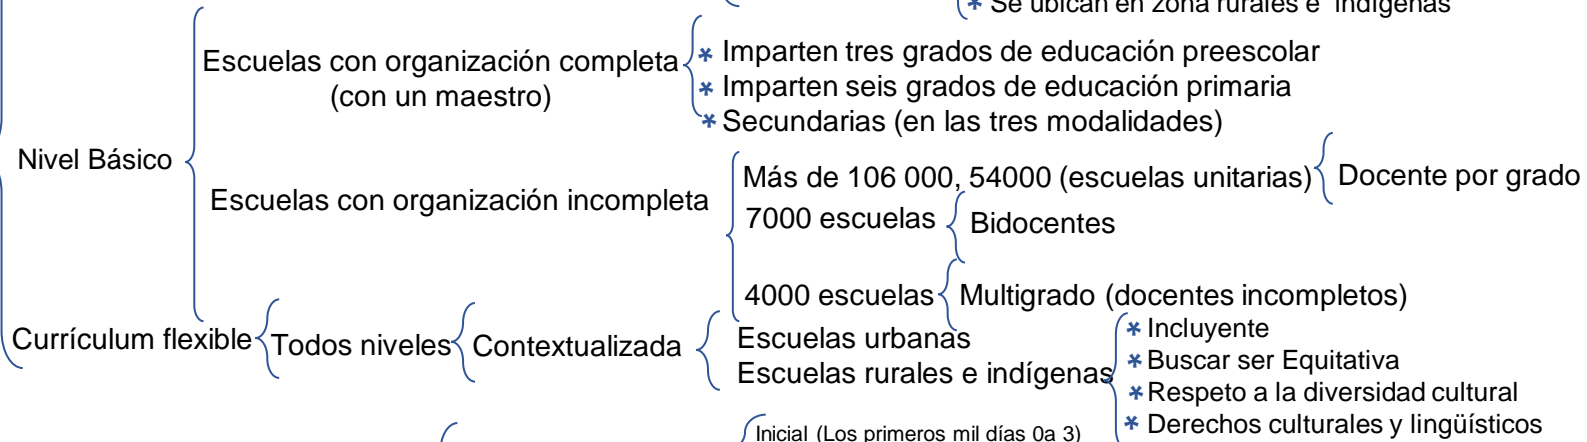 * Se ubican en zona rurales e indígenas
Escuelas con organización completa
(con un maestro)
* Imparten tres grados de educación preescolar
* Imparten seis grados de educación primaria
* Secundarias (en las tres modalidades)
Nivel Básico
Escuelas con organización incompleta
Más de 106 000, 54000 (escuelas unitarias)
Docente por grado
7000 escuelas
Bidocentes
4000 escuelas
Multigrado (docentes incompletos)
Currículum flexible
Todos niveles
Contextualizada
Escuelas urbanas
Escuelas rurales e indígenas
* Incluyente
* Buscar ser Equitativa
* Respeto a la diversidad cultural
* Derechos culturales y lingüísticos
Inicial (Los primeros mil días 0a 3)